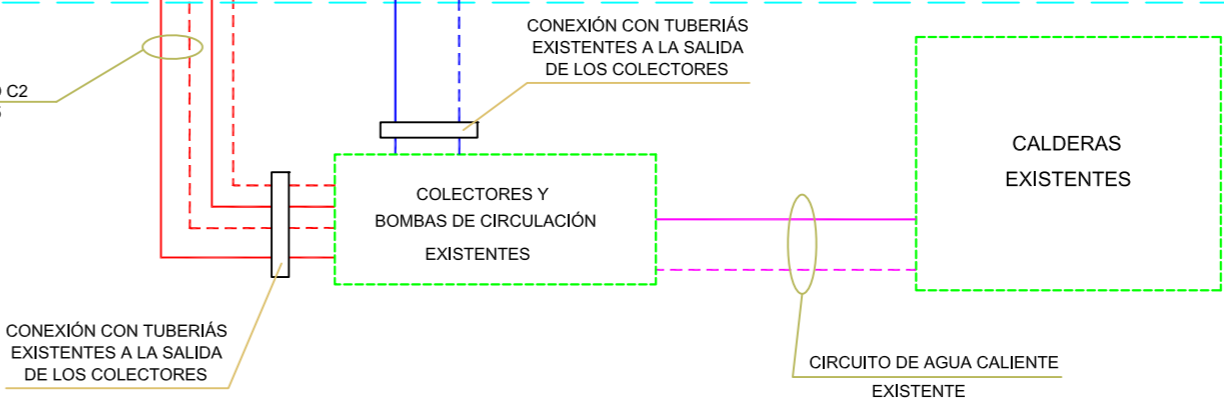 CONEXIÓN CON TUBERIÁS
EXISTENTES A LA SALIDA
DE LOS COLECTORES
C2
CALDERAS
EXISTENTES
COLECTORES Y
BOMBAS DE CIRCULACIÓN
EXISTENTES
CONEXIÓN CON TUBERIÁS
EXISTENTES A LA SALIDA
DE LOS COLECTORES
CIRCUITO DE AGUA CALIENTE
EXISTENTE